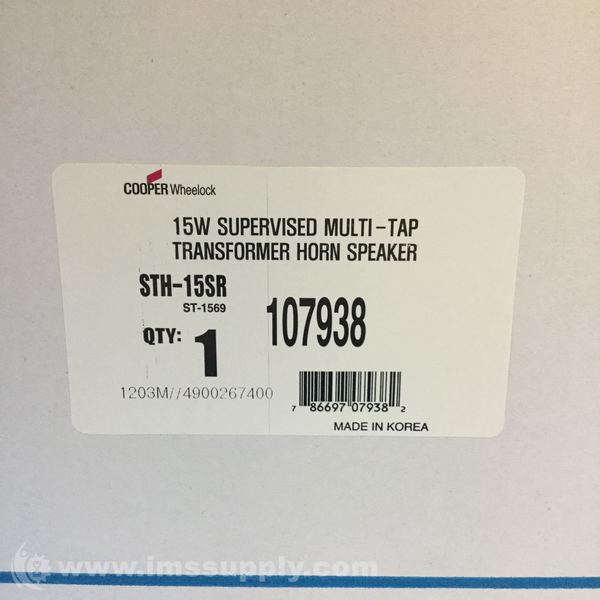 COOPER Wheelock
15W SUPERVISED MULTI-TAP
TRANSFORMER HORN SPEAKER
STH-15SR
ST-1569
107938
QTY: 1
1203M//4900267400
7 86697 07938 2
MADE IN KOREA
www.imssupply.com